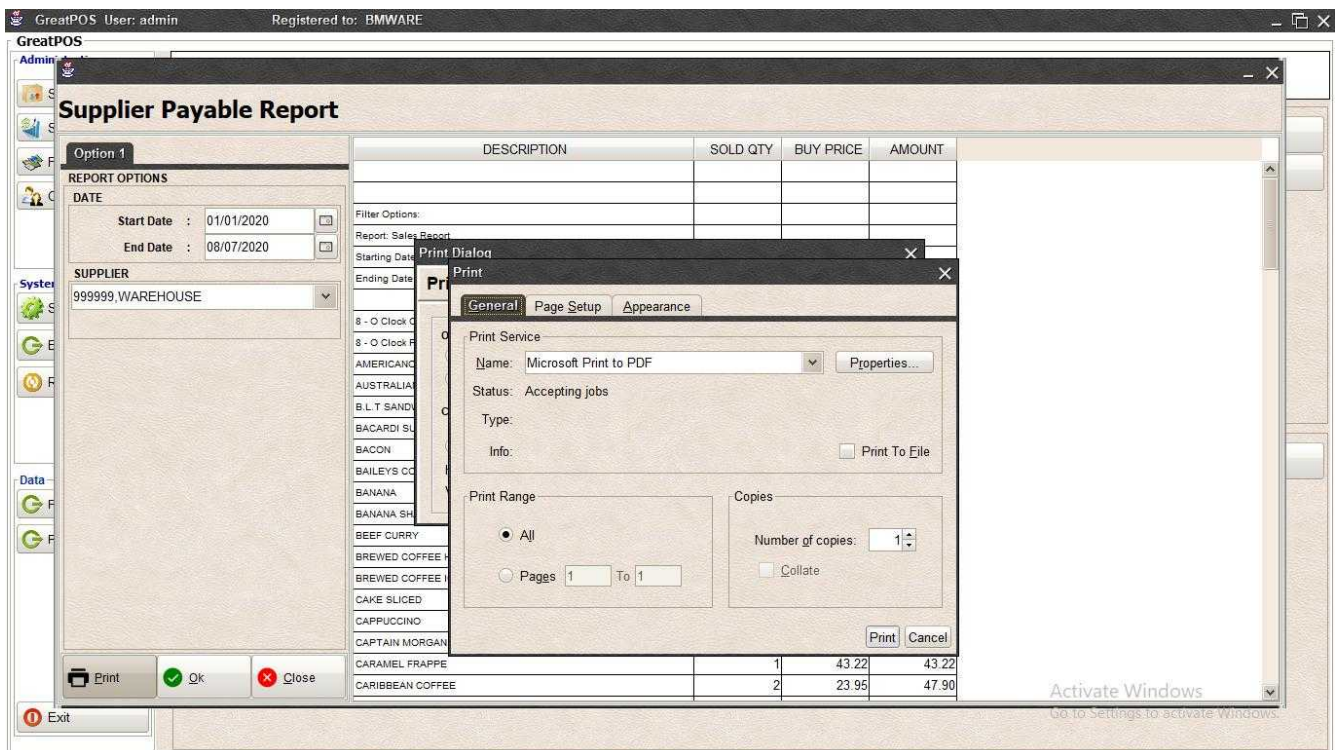 GreatPOS User: admin Registered to: BMWARE
GreatPOS
Supplier Payable Report
Option 1
REPORT OPTIONS
DATE
Start Date : 01/01/2020
End Date : 08/07/2020
SUPPLIER
999999,WAREHOUSE
Print
Ok
Close
Data
Exit
DESCRIPTION SOLD QTY BUY PRICE AMOUNT
Filter Options:
Report: Sales Report
Starting Date
Ending Date
8 - O Clock
8 - O Clock
B.L.T
BACARDI
BACON
BAILEYS
BANANA
BANANA
BEEF CURRY
BREWED COFFEE
BREWED COFFEE
CAKE SLICED
CAPPUCCINO
CAPTAIN MORGAN
CARAMEL FRAPPE 1 43.22 43.22
CARIBBEAN COFFEE 2 23.95 47.90
Print Dialog
Print
General Page Setup Appearance
Print Service
Name: Microsoft Print to PDF Properties...
Status: Accepting jobs
Type:
Info: Print To File
Print Range
All
Pages 1 To 1
Copies
Number of copies: 1
Collate
Print Cancel
Activate Windows
Go to Settings to activate Windows.